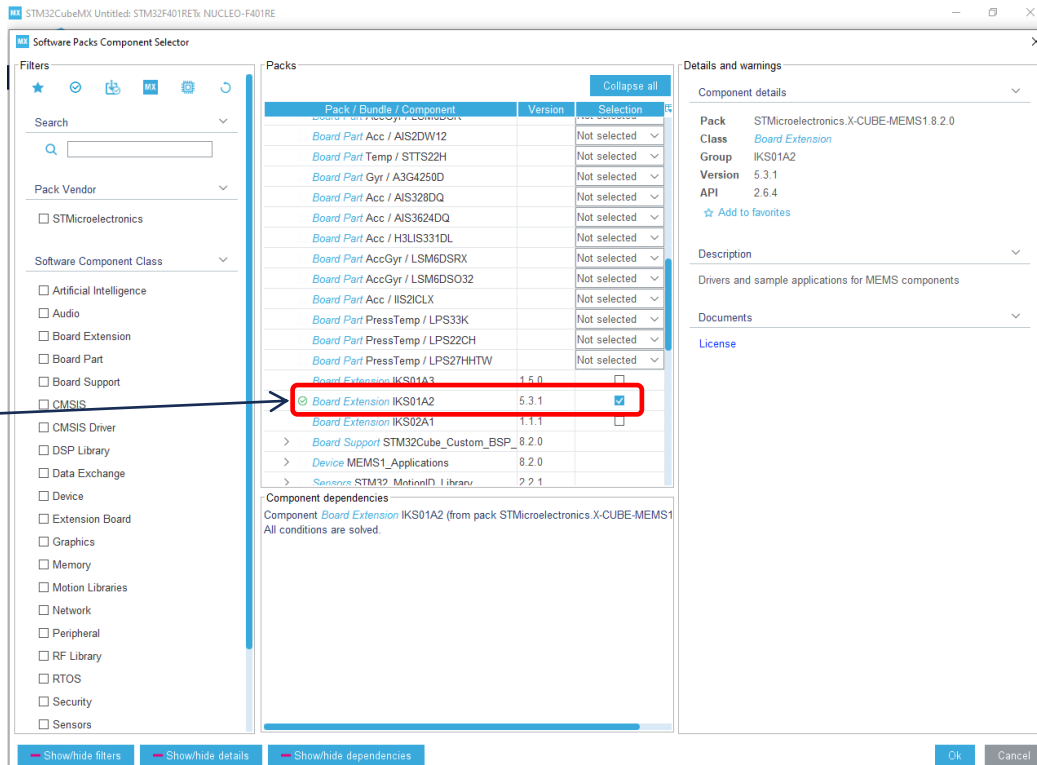 MX STM32CubeMX Untitled: STM32F401RETx NUCLEO-F401RE
MX Software Packs Component Selector
Filters
MX
Search
Pack Vendor
STMicroelectronics
Software Component Class
Artificial Intelligence
Audio
Board Extension
Board Part
Board Support
CMSIS
CMSIS Driver
DSP Library
Data Exchange
Device
Extension Board
Graphics
Memory
Motion Libraries
Network
Peripheral
RF Library
RTOS
Security
Sensors
Packs
Collapse all
Pack / Bundle / Component Version Selection
Board Part Acc / AIS2DW12 Not selected
Board Part Temp / STTS22H Not selected
Board Part Gyr / A3G4250D Not selected
Board Part Acc / AIS328DQ Not selected
Board Part Acc / AIS3624DQ Not selected
Board Part Acc / H3LIS331DL Not selected
Board Part AccGyr / LSM6DSRX Not selected
Board Part AccGyr / LSM6DSO32 Not selected
Board Part Acc / IIS2ICLX Not selected
Board Part PressTemp / LPS33K Not selected
Board Part PressTemp / LPS22CH Not selected
Board Part PressTemp / LPS27HHTW Not selected
Board Extension IKS01A3 1.5.0
Board Extension IKS01A2 5.3.1
Board Extension IKS02A1 1.1.1
Board Support STM32Cube_Custom_BSP_ 8.2.0
Device MEMS1_Applications 8.2.0
Sensors STM32_MotionID_Library 2.2.1
Component dependencies
Component Board Extension IKS01A2 (from pack STMicroelectronics.X-CUBE-MEMS1
All conditions are solved.
Details and warnings
Component details
Pack STMicroelectronics.X-CUBE-MEMS1.8.2.0
Class Board Extension
Group IKS01A2
Version 5.3.1
API 2.6.4
Add to favorites
Description
Drivers and sample applications for MEMS components
Documents
License
Show/hide filters
Show/hide details
Show/hide dependencies
Ok
Cancel